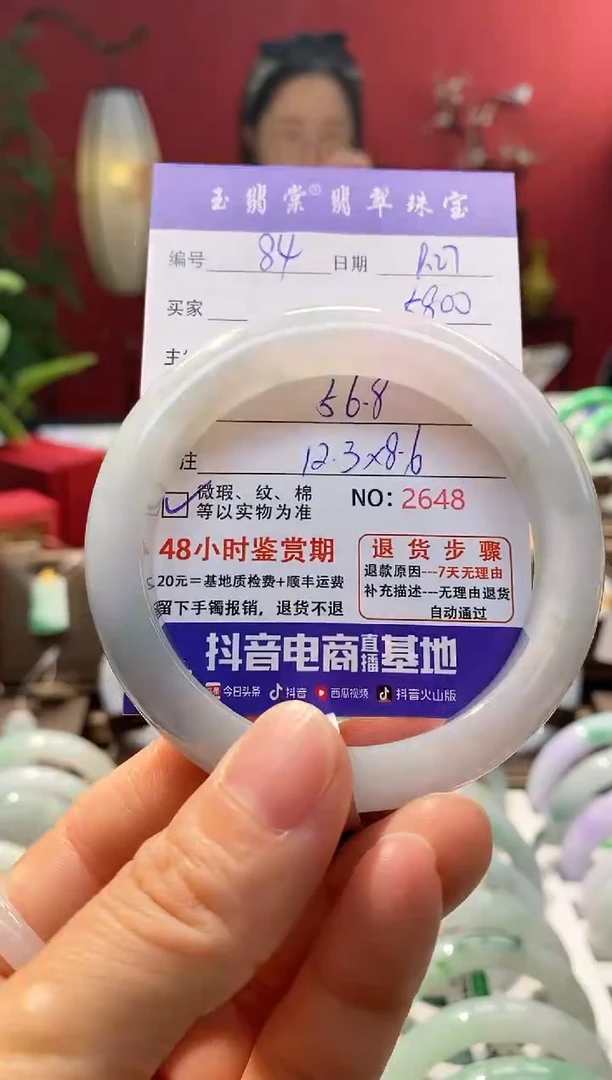 玉翡棠®翡翠珠宝
编号 84 日期 1.27
买家 5800
56.8
注 12.3x8.6
微瑕、纹、棉
等以实物为准
NO: 2648
48小时鉴赏期
20元=基地质检费+顺丰运费
留下手镯报销，退货不退
退货步骤
退款原因---7天无理由
补充描述---无理由退货
自动通过
抖音电商直播基地
今日头条 抖音 西瓜视频 抖音火山版